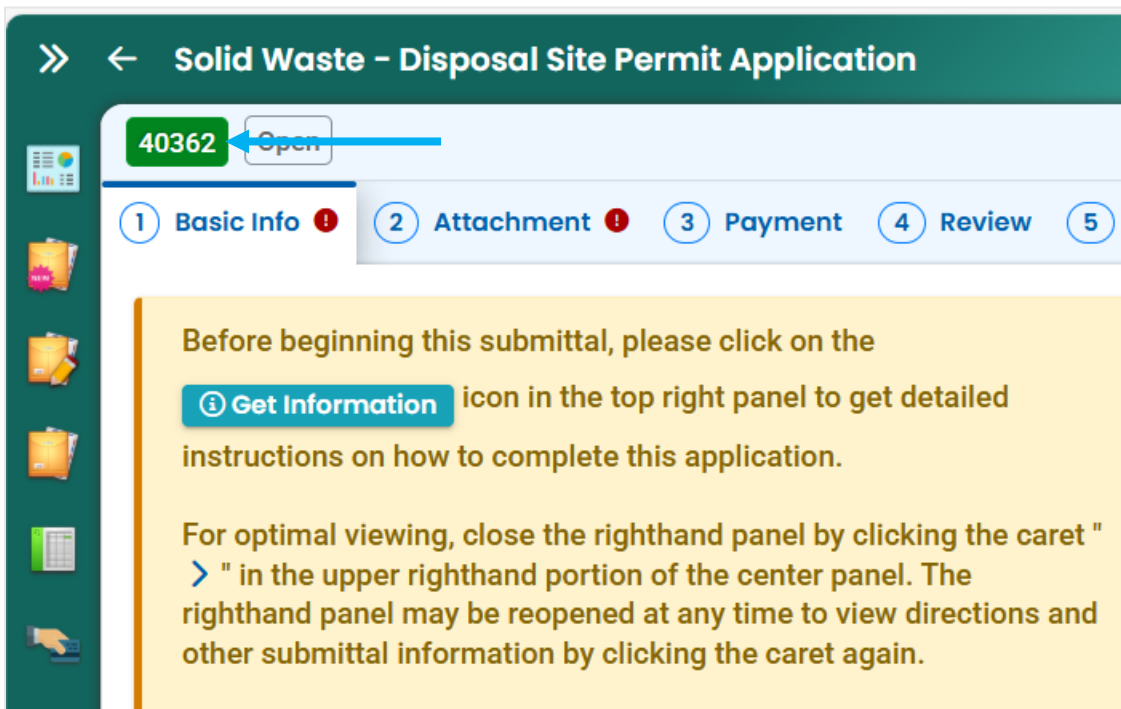 Solid Waste - Disposal Site Permit Application
40362 Open
1 Basic Info 2 Attachment 3 Payment 4 Review 5
Before beginning this submittal, please click on the
Get Information icon in the top right panel to get detailed
instructions on how to complete this application.
For optimal viewing, close the righthand panel by clicking the caret "
> " in the upper righthand portion of the center panel. The
righthand panel may be reopened at any time to view directions and
other submittal information by clicking the caret again.
NEW